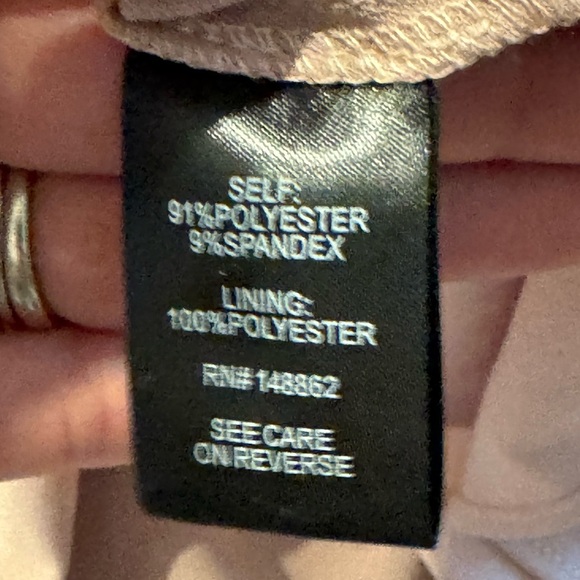 SELF:
91%POLYESTER
9%SPANDEX
LINING:
100%POLYESTER
RN# 148862
SEE CARE
ON REVERSE